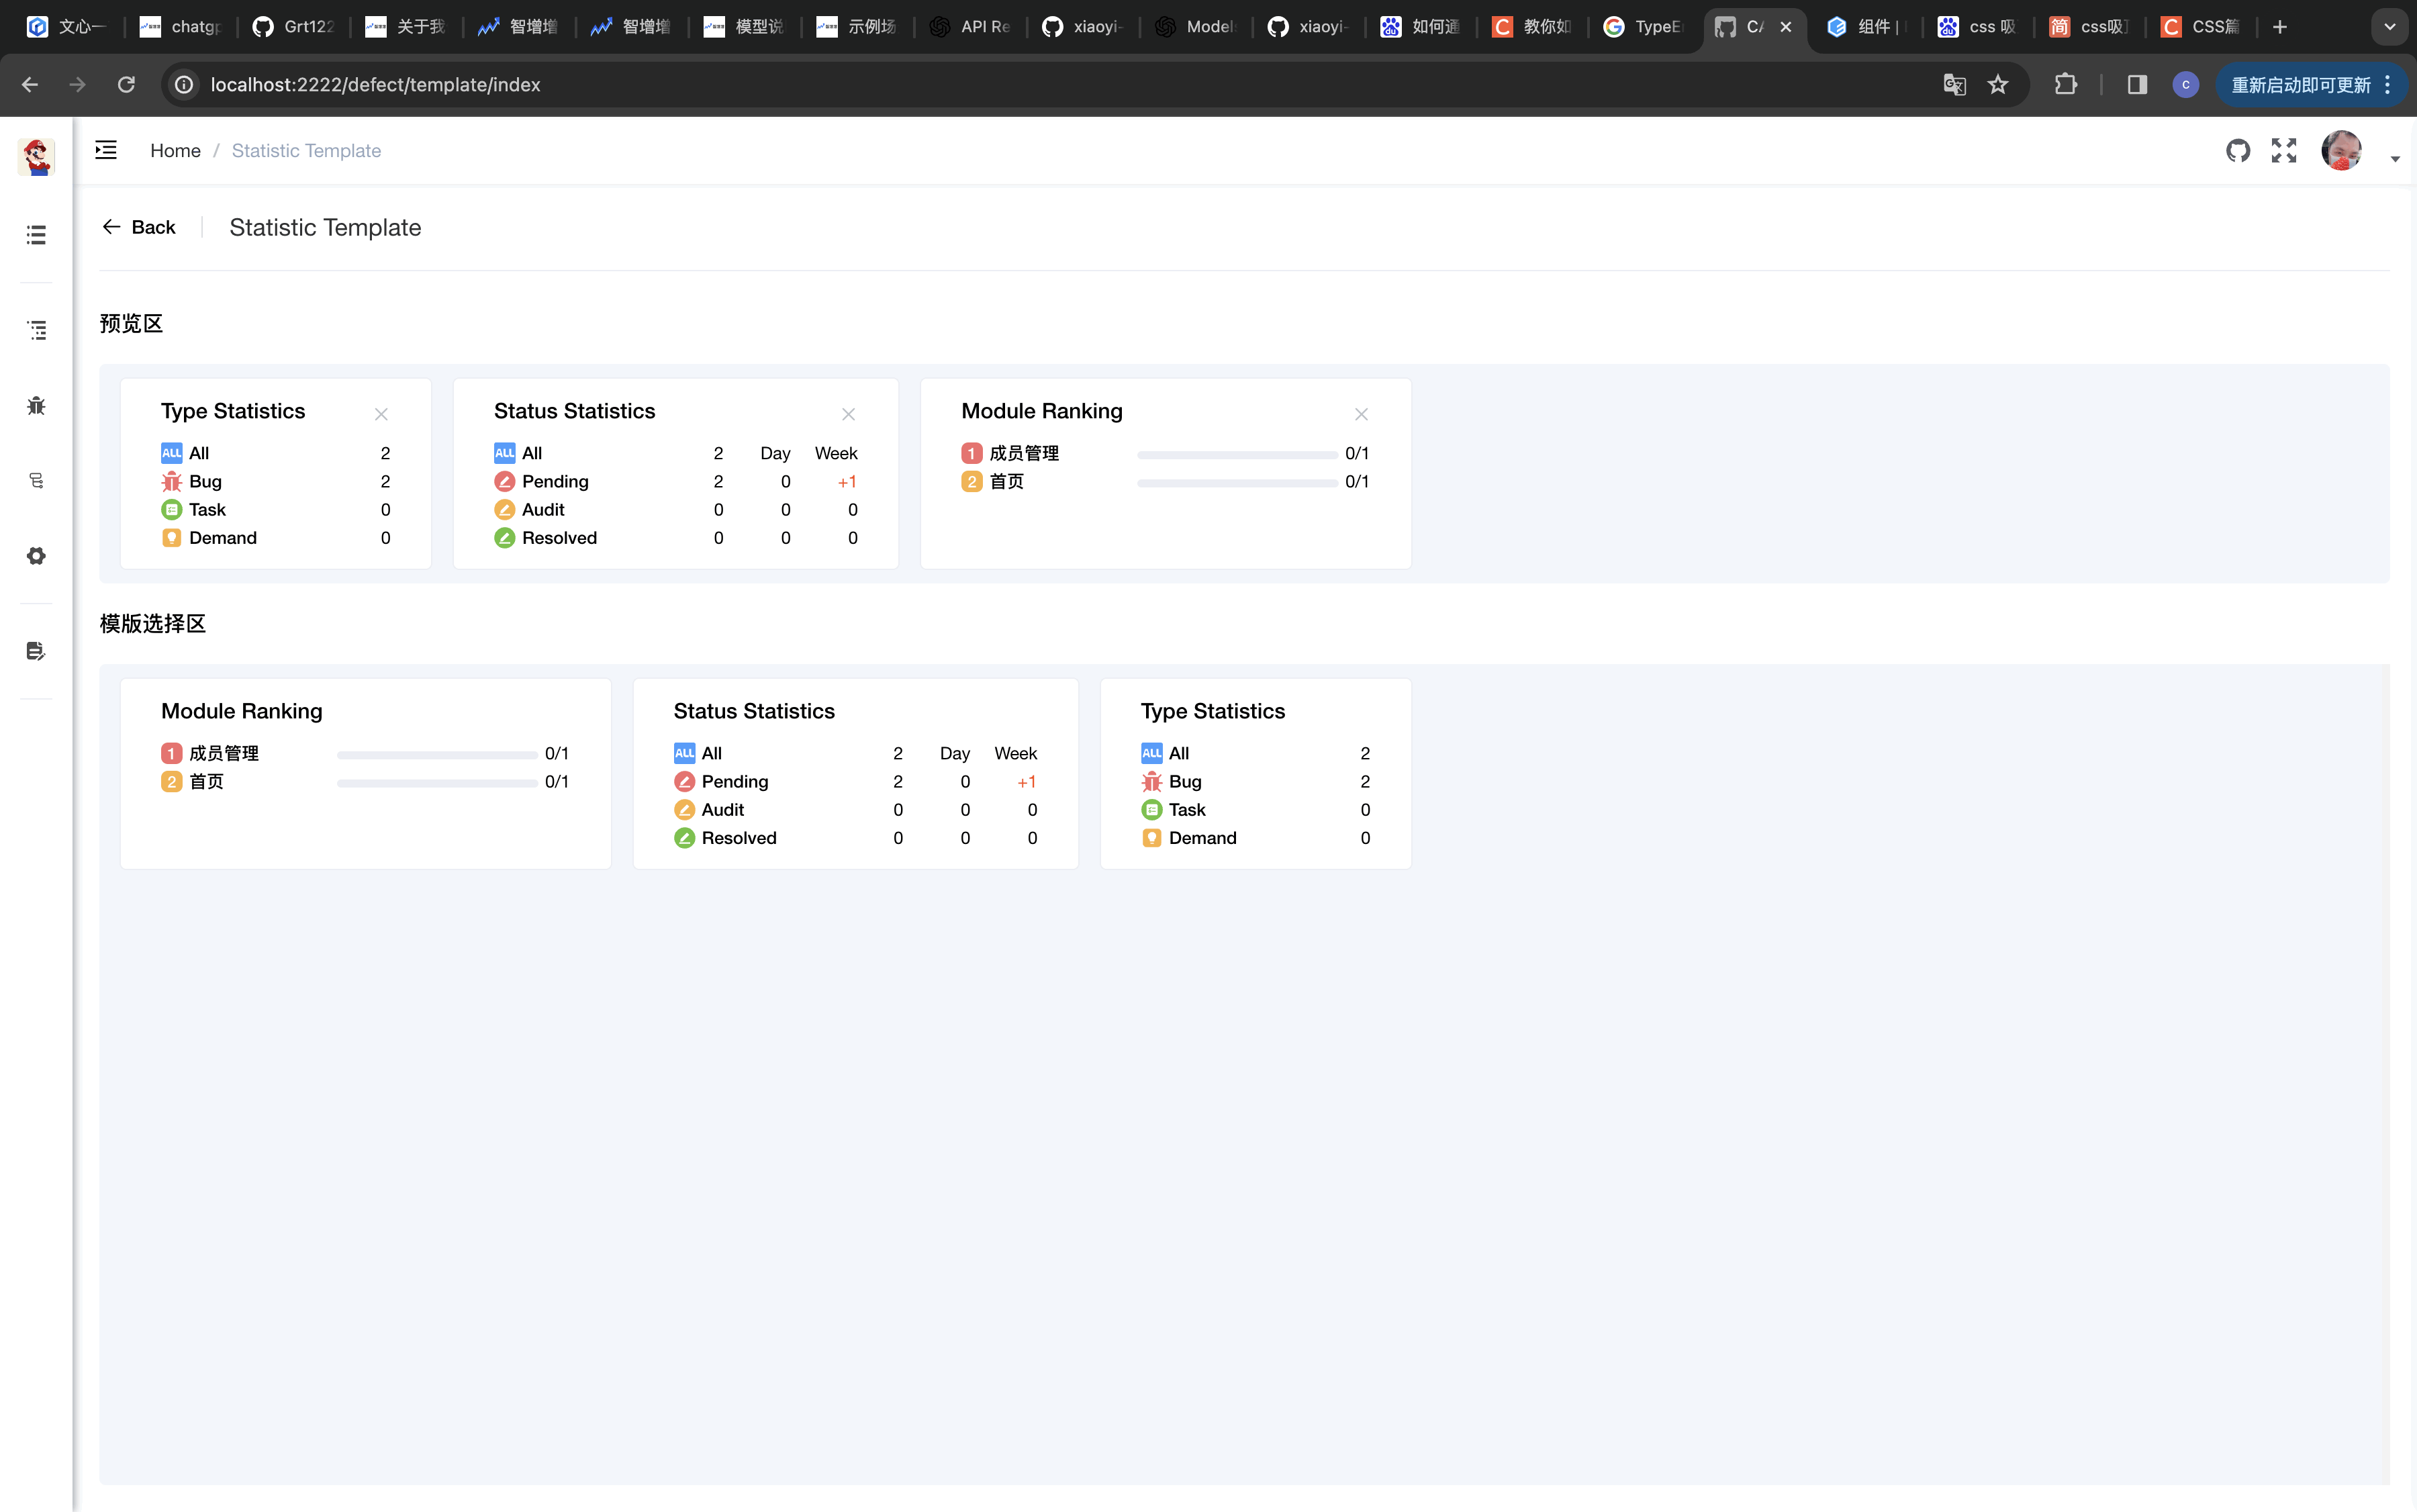 文心一
chatgp
Grt122
关于我
智增增
智增增
模型说
示例场
API Re
xiaoyi-
Model
xiaoyi-
如何通
教你如
TypeEr
CA
组件 |
css 吸
css吸
CSS篇
localhost:2222/defect/template/index
重新启动即可更新
Home / Statistic Template
Back
Statistic Template
预览区
Type Statistics
ALL All 2
Bug 2
Task 0
Demand 0
Status Statistics
ALL All 2 Day Week
Pending 2 0 +1
Audit 0 0 0
Resolved 0 0 0
Module Ranking
1 成员管理 0/1
2 首页 0/1
模版选择区
Module Ranking
1 成员管理 0/1
2 首页 0/1
Status Statistics
ALL All 2 Day Week
Pending 2 0 +1
Audit 0 0 0
Resolved 0 0 0
Type Statistics
ALL All 2
Bug 2
Task 0
Demand 0